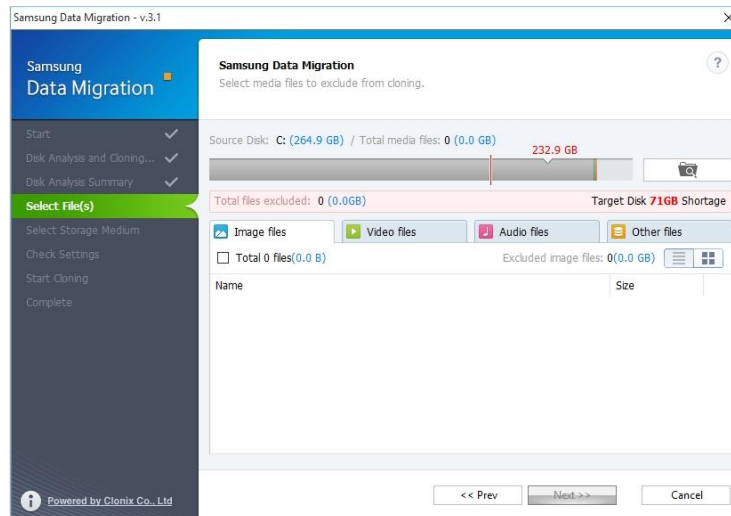 Samsung Data Migration - v.3.1
Samsung
Data Migration
Start
Disk Analysis and Cloning...
Disk Analysis Summary
Select File(s)
Select Storage Medium
Check Settings
Start Cloning
Complete
Powered by Clonix Co., Ltd
Samsung Data Migration
Select media files to exclude from cloning.
?
Source Disk: C: (264.9 GB) / Total media files: 0 (0.0 GB)
232.9 GB
Total files excluded: 0 (0.0GB) Target Disk 71GB Shortage
Image files Video files Audio files Other files
Total 0 files(0.0 B) Excluded image files: 0(0.0 GB)
Name Size
<< Prev Next >> Cancel